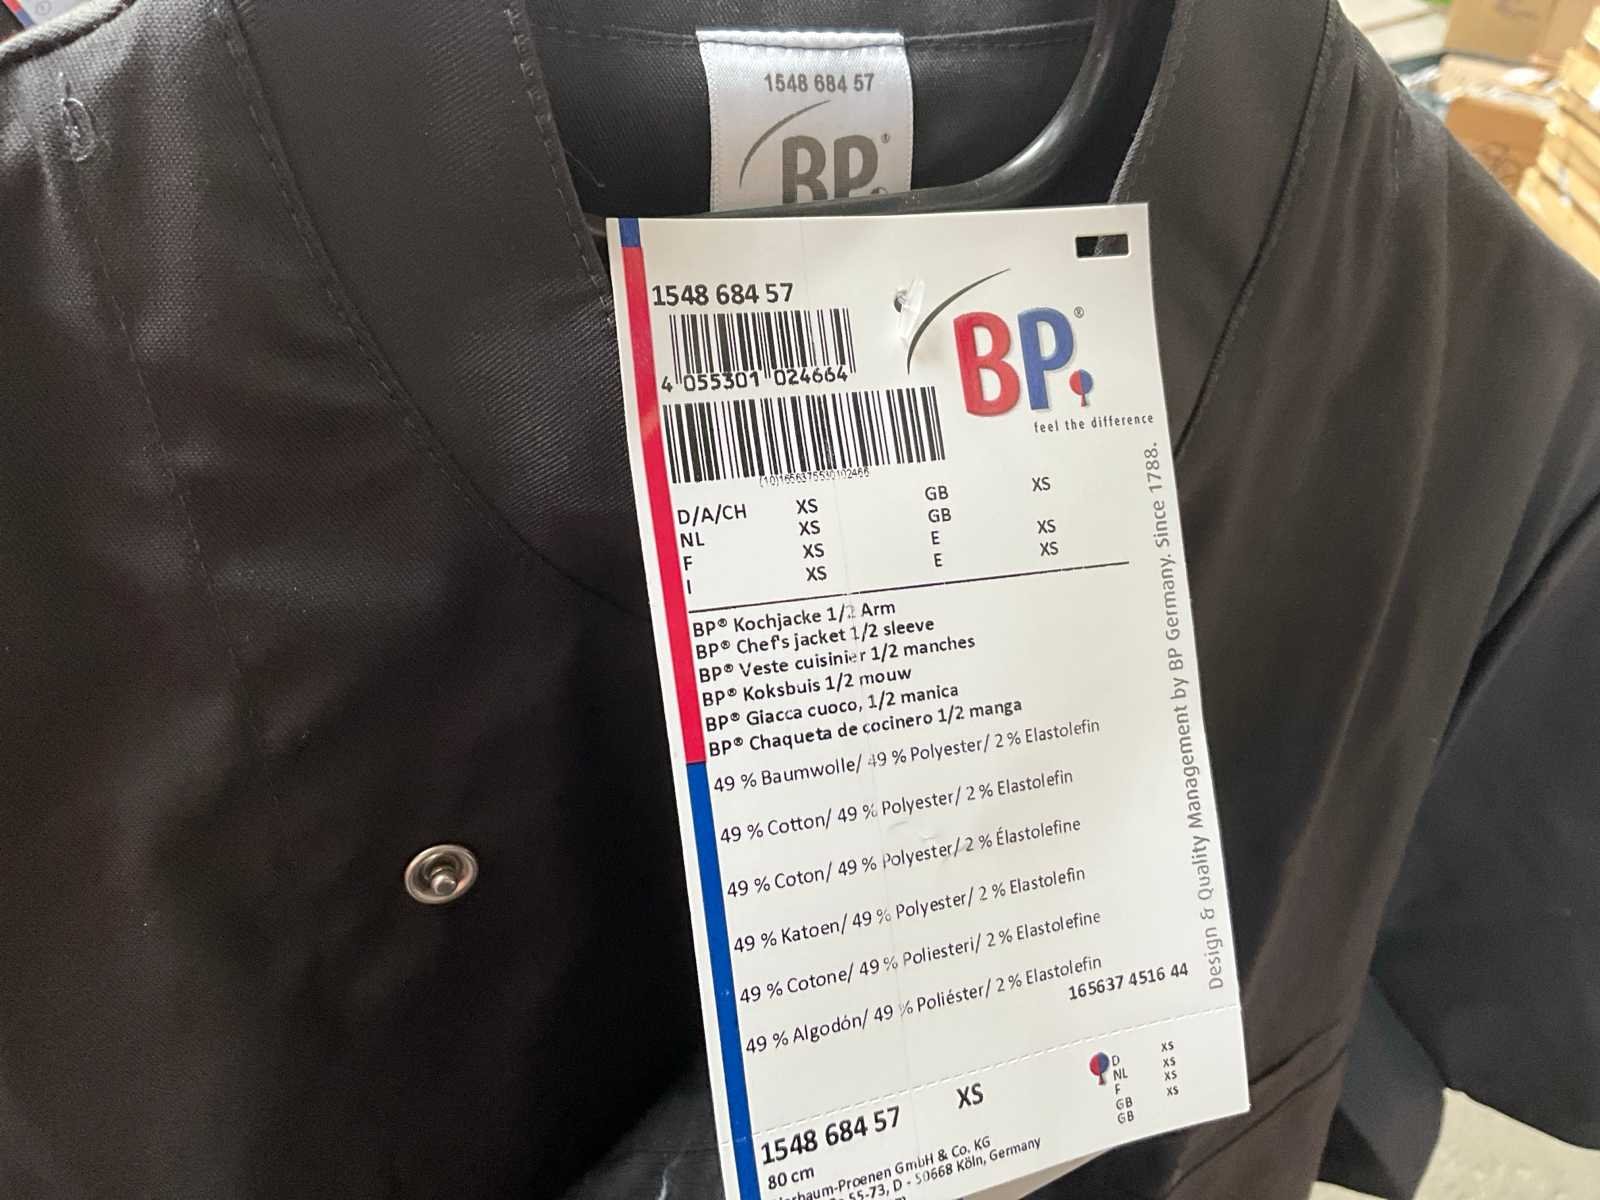 1548 684 57
BP®
1548 684 57
4 055301 024664
BP®
feel the difference
D/A/CH XS GB XS
NL XS GB
F XS E XS
I XS E XS
BP® Kochjacke 1/2 Arm
BP® Chef's jacket 1/2 sleeve
BP® Veste cuisinier 1/2 manches
BP® Koksbuis 1/2 mouw
BP® Giacca cuoco, 1/2 manica
BP® Chaqueta de cocinero 1/2 manga
49 % Baumwolle/ 49 % Polyester/ 2 % Elastolefin
49 % Cotton/ 49 % Polyester/ 2 % Elastolefin
49 % Coton/ 49 % Polyester/ 2 % Élastolefine
49 % Katoen/ 49 % Polyester/ 2 % Elastolefin
49 % Cotone/ 49 % Poliesteri/ 2 % Elastolefine
49 % Algodón/ 49 % Poliéster/ 2 % Elastolefin
165637 4516 44
Design & Quality Management by BP Germany. Since 1788.
D XS
NL XS
F XS
GB XS
GB
1548 684 57 XS
80 cm
GmbH & Co. KG
55-73, D - 50668 Köln, Germany